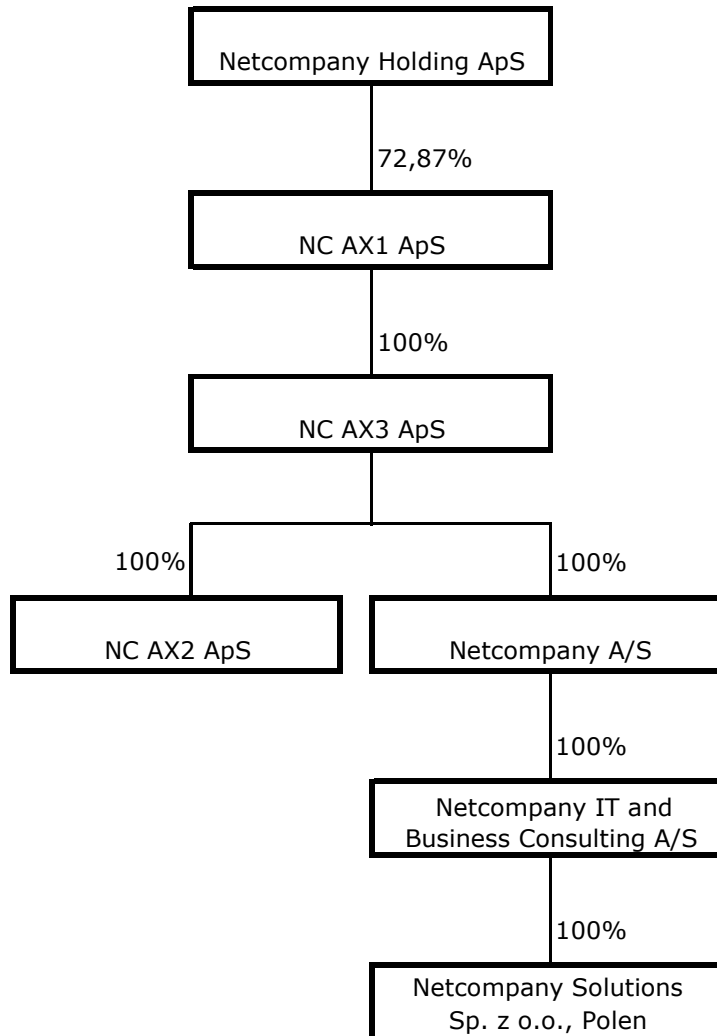 Netcompany Holding ApS
72,87%
NC AX1 ApS
100%
NC AX3 ApS
100%
100%
NC AX2 ApS
Netcompany A/S
100%
Netcompany IT and
Business Consulting A/S
100%
Netcompany Solutions
Sp. z o.o., Polen